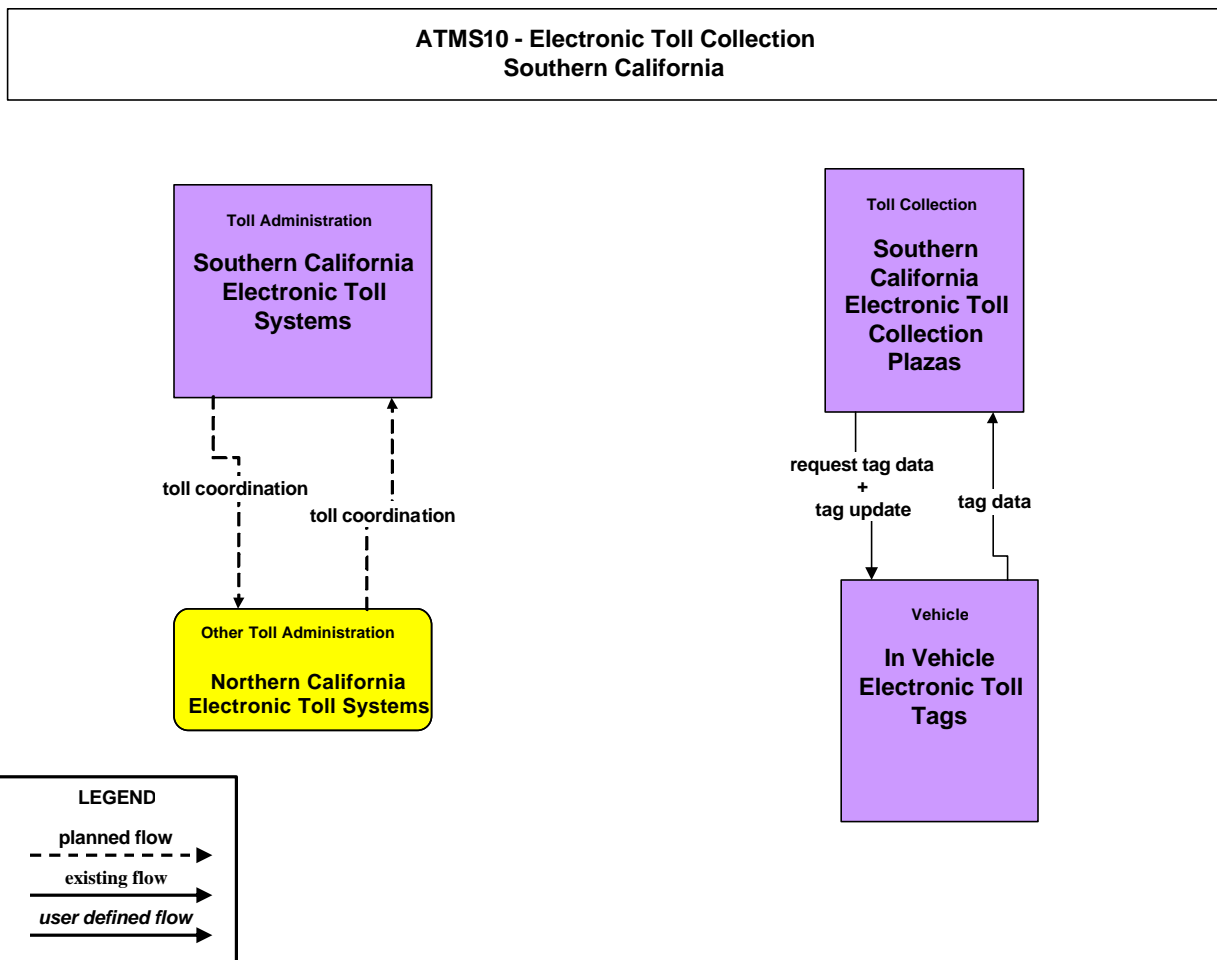 ATMS10 - Electronic Toll Collection
Southern California
Toll Administration
Southern California
Electronic Toll
Systems
Toll Collection
Southern
California
Electronic Toll
Collection
Plazas
toll coordination
toll coordination
request tag data
+
tag update
tag data
Other Toll Administration
Northern California
Electronic Toll Systems
Vehicle
In Vehicle
Electronic Toll
Tags
LEGEND
planned flow
existing flow
user defined flow